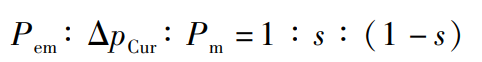 P_em : Δp_Cur : P_m = 1 : s : (1 − s)